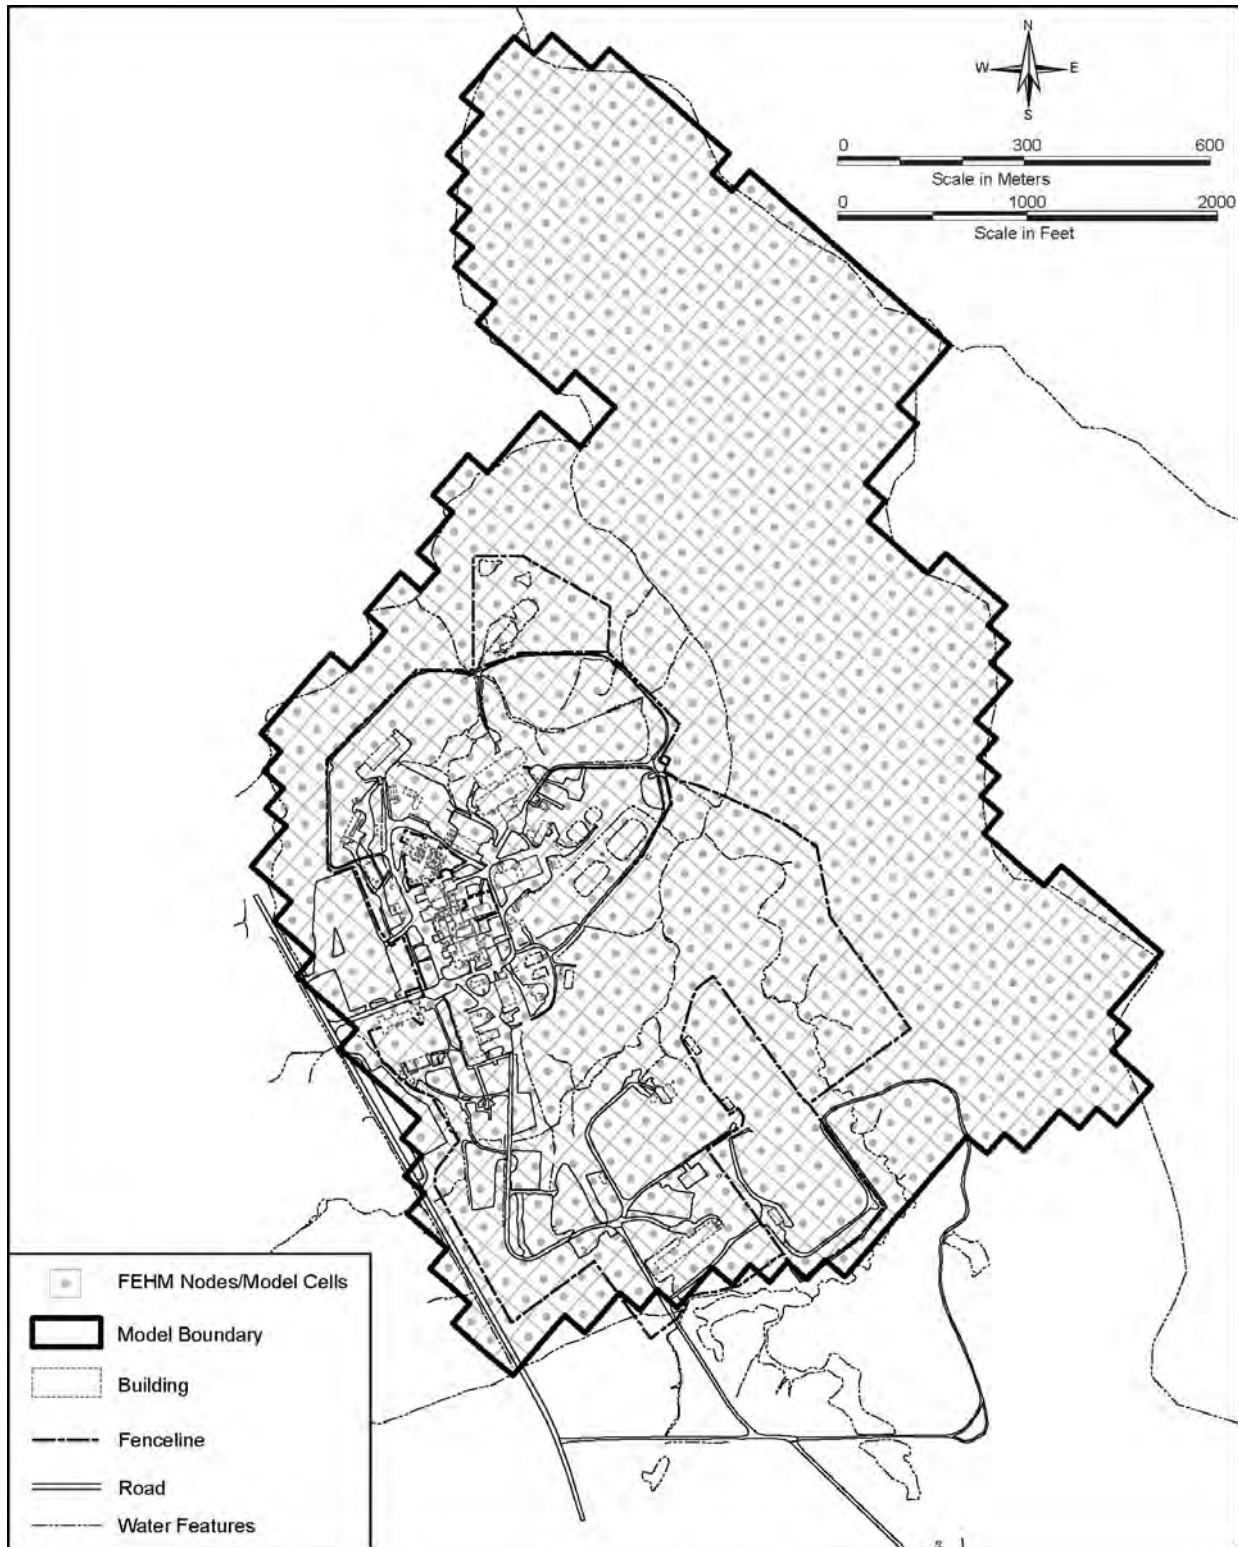 N
W E
S
0 300 600
Scale in Meters
0 1000 2000
Scale in Feet
FEHM Nodes/Model Cells
Model Boundary
Building
Fenceline
Road
Water Features